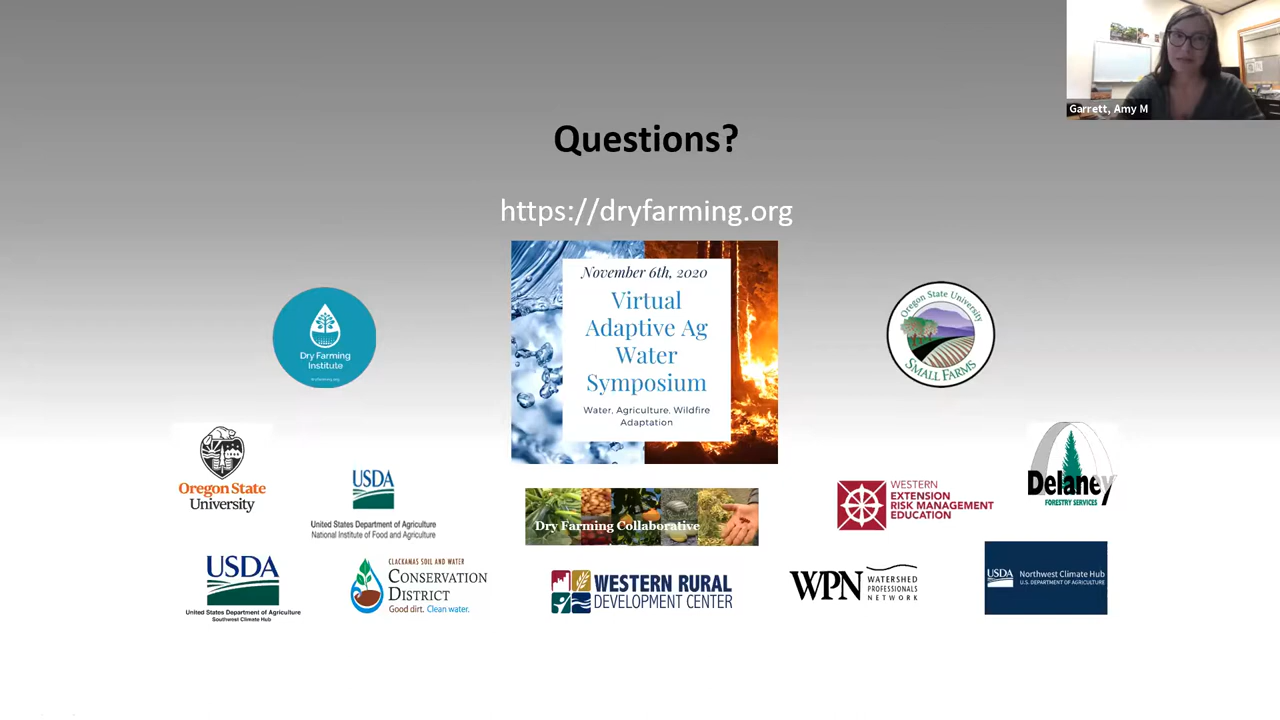 Garrett, Amy M
Questions?
https://dryfarming.org
November 6th, 2020
Virtual
Adaptive Ag
Water
Symposium
Water, Agriculture, Wildfire
Adaptation
Dry Farming
Institute
dryfarming.org
Oregon State University
SMALL FARMS
Oregon State
University
USDA
United States Department of Agriculture
National Institute of Food and Agriculture
Dry Farming Collaborative
WESTERN
EXTENSION
RISK MANAGEMENT
EDUCATION
Delaney
FORESTRY SERVICES
USDA
United States Department of Agriculture
Southwest Climate Hub
CLACKAMAS SOIL AND WATER
CONSERVATION
DISTRICT
Good dirt. Clean water.
WESTERN RURAL
DEVELOPMENT CENTER
WPN
WATERSHED
PROFESSIONALS
NETWORK
USDA
Northwest Climate Hub
U.S. DEPARTMENT OF AGRICULTURE